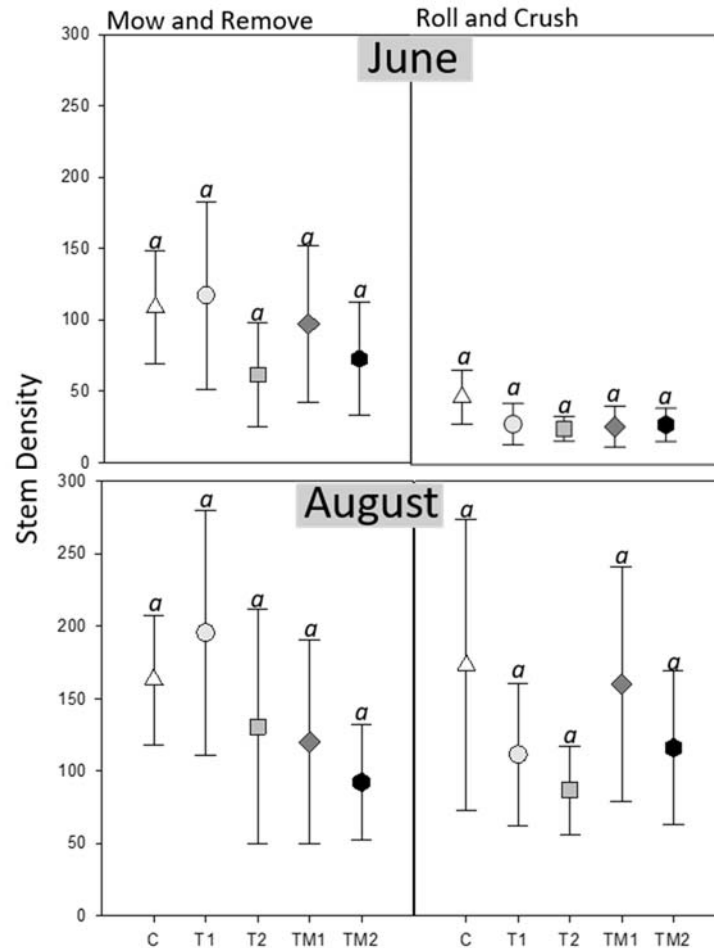 Mow and Remove Roll and Crush
June
300
250
200
150
100
50
0
a a a a a
a a a a a
Stem Density
August
300
250
200
150
100
50
0
a a a a a
a a a a a
C T1 T2 TM1 TM2 C T1 T2 TM1 TM2